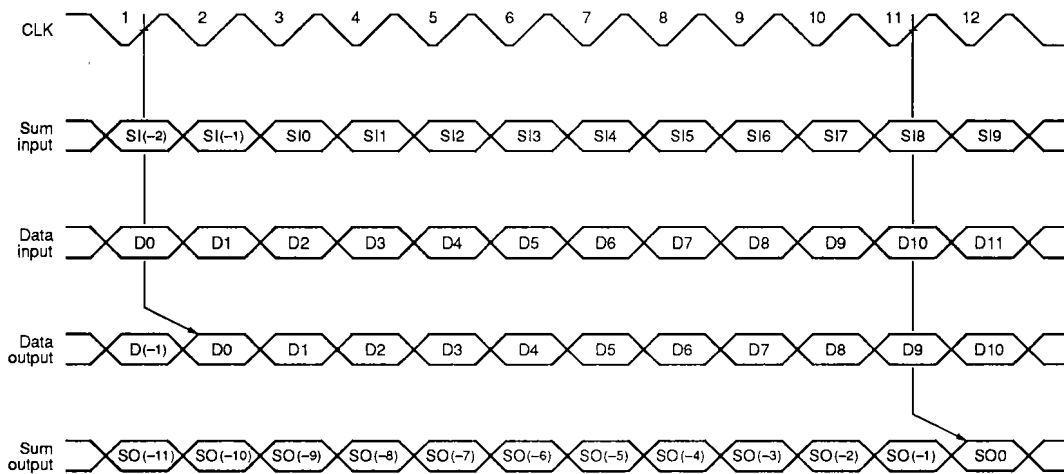 CLK 1 2 3 4 5 6 7 8 9 10 11 12
Sum input SI(−2) SI(−1) SI0 SI1 SI2 SI3 SI4 SI5 SI6 SI7 SI8 SI9
Data input D0 D1 D2 D3 D4 D5 D6 D7 D8 D9 D10 D11
Data output D(−1) D0 D1 D2 D3 D4 D5 D6 D7 D8 D9 D10
Sum output SO(−11) SO(−10) SO(−9) SO(−8) SO(−7) SO(−6) SO(−5) SO(−4) SO(−3) SO(−2) SO(−1) SO0